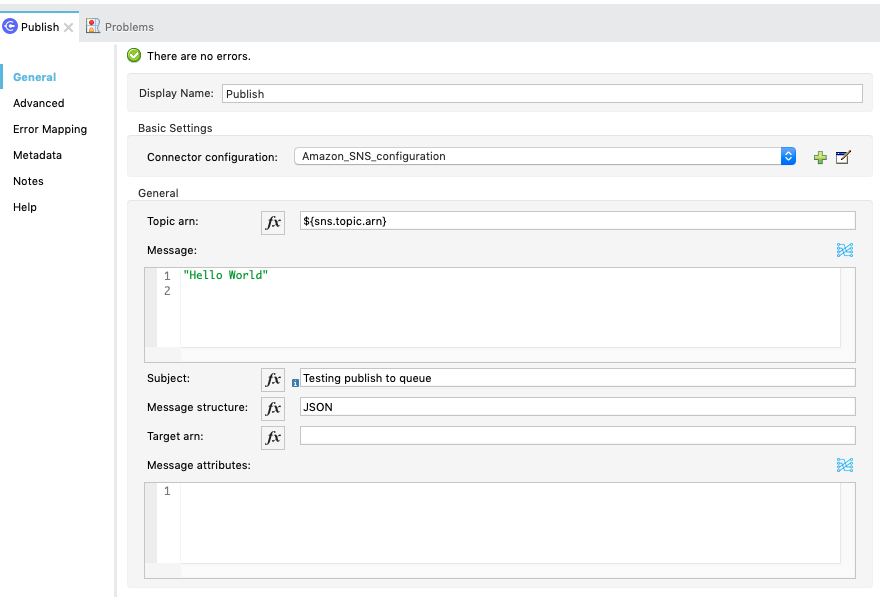 Publish
Problems
There are no errors.
General
Advanced
Error Mapping
Metadata
Notes
Help
Display Name: Publish
Basic Settings
Connector configuration: Amazon_SNS_configuration
General
Topic arn: fx ${sns.topic.arn}
Message:
1 "Hello World"
2
Subject: fx Testing publish to queue
Message structure: fx JSON
Target arn: fx
Message attributes:
1